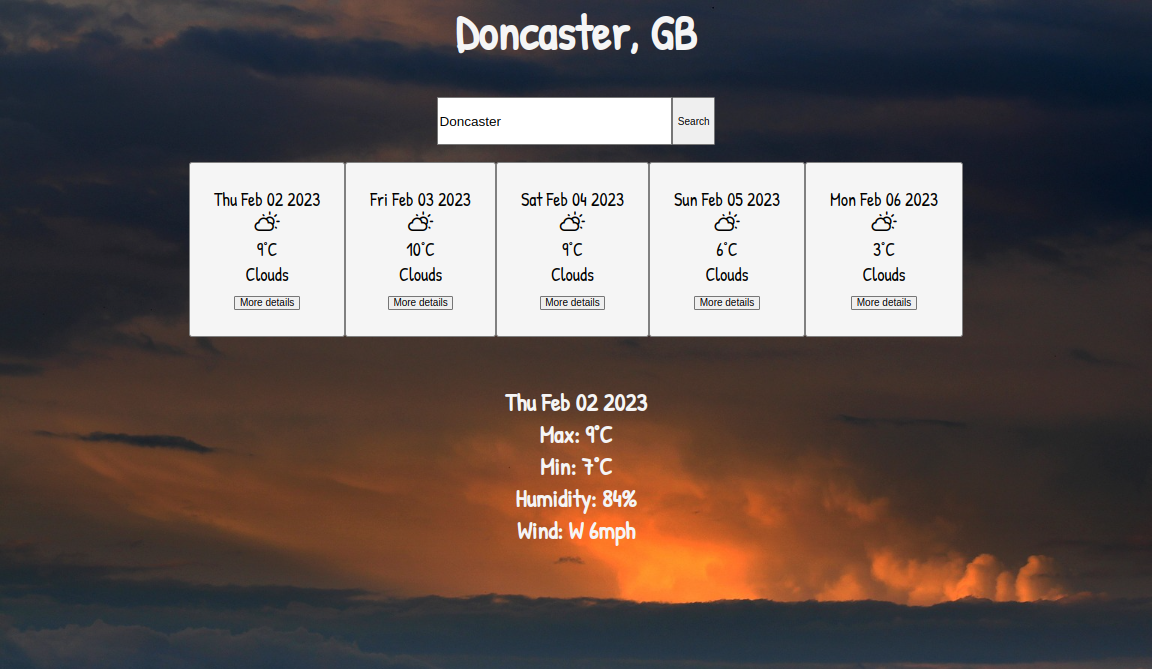 Doncaster, GB
Doncaster
Search
Thu Feb 02 2023
9°C
Clouds
More details
Fri Feb 03 2023
10°C
Clouds
More details
Sat Feb 04 2023
9°C
Clouds
More details
Sun Feb 05 2023
6°C
Clouds
More details
Mon Feb 06 2023
3°C
Clouds
More details
Thu Feb 02 2023
Max: 9°C
Min: 7°C
Humidity: 84%
Wind: W 6mph